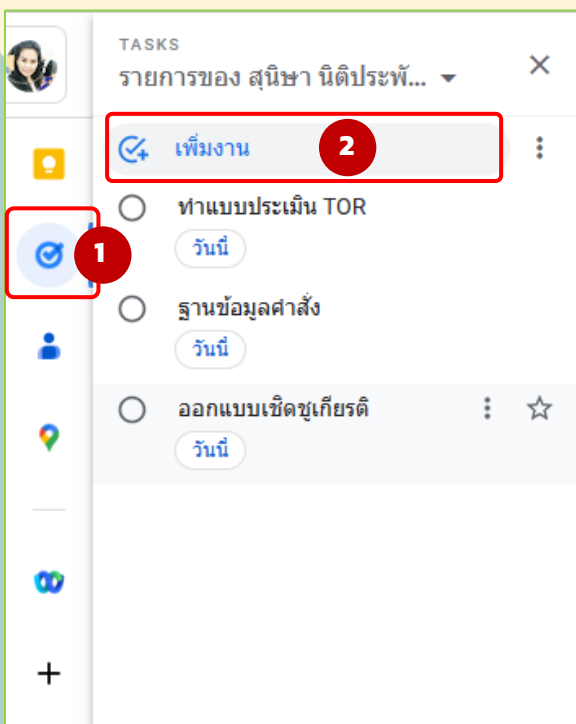 TASKS
รายการของ สุนิษา นิติประพั...
เพิ่มงาน
2
ทำแบบประเมิน TOR
วันนี้
1
ฐานข้อมูลคำสั่ง
วันนี้
ออกแบบเชิดชูเกียรติ
วันนี้